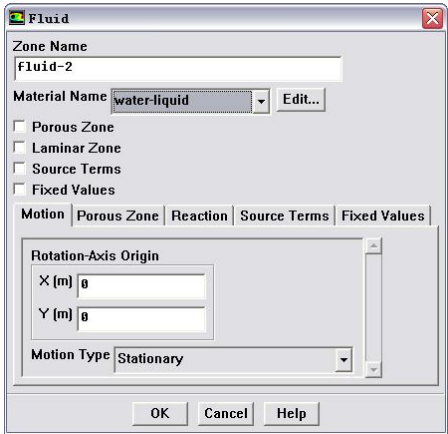 Fluid
Zone Name
fluid-2
Material Name water-liquid Edit...
Porous Zone
Laminar Zone
Source Terms
Fixed Values
Motion Porous Zone Reaction Source Terms Fixed Values
Rotation-Axis Origin
X (m) 0
Y (m) 0
Motion Type Stationary
OK Cancel Help